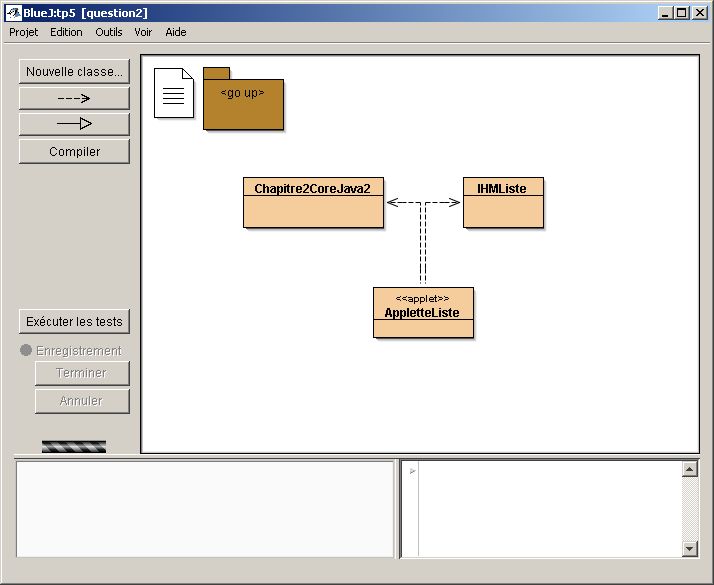 BlueJ:tp5 [question2]
Projet Edition Outils Voir Aide
Nouvelle classe...
Compiler
<go up>
Chapitre2CoreJava2
IHMListe
<<applet>>
AppletteListe
Exécuter les tests
Enregistrement
Terminer
Annuler